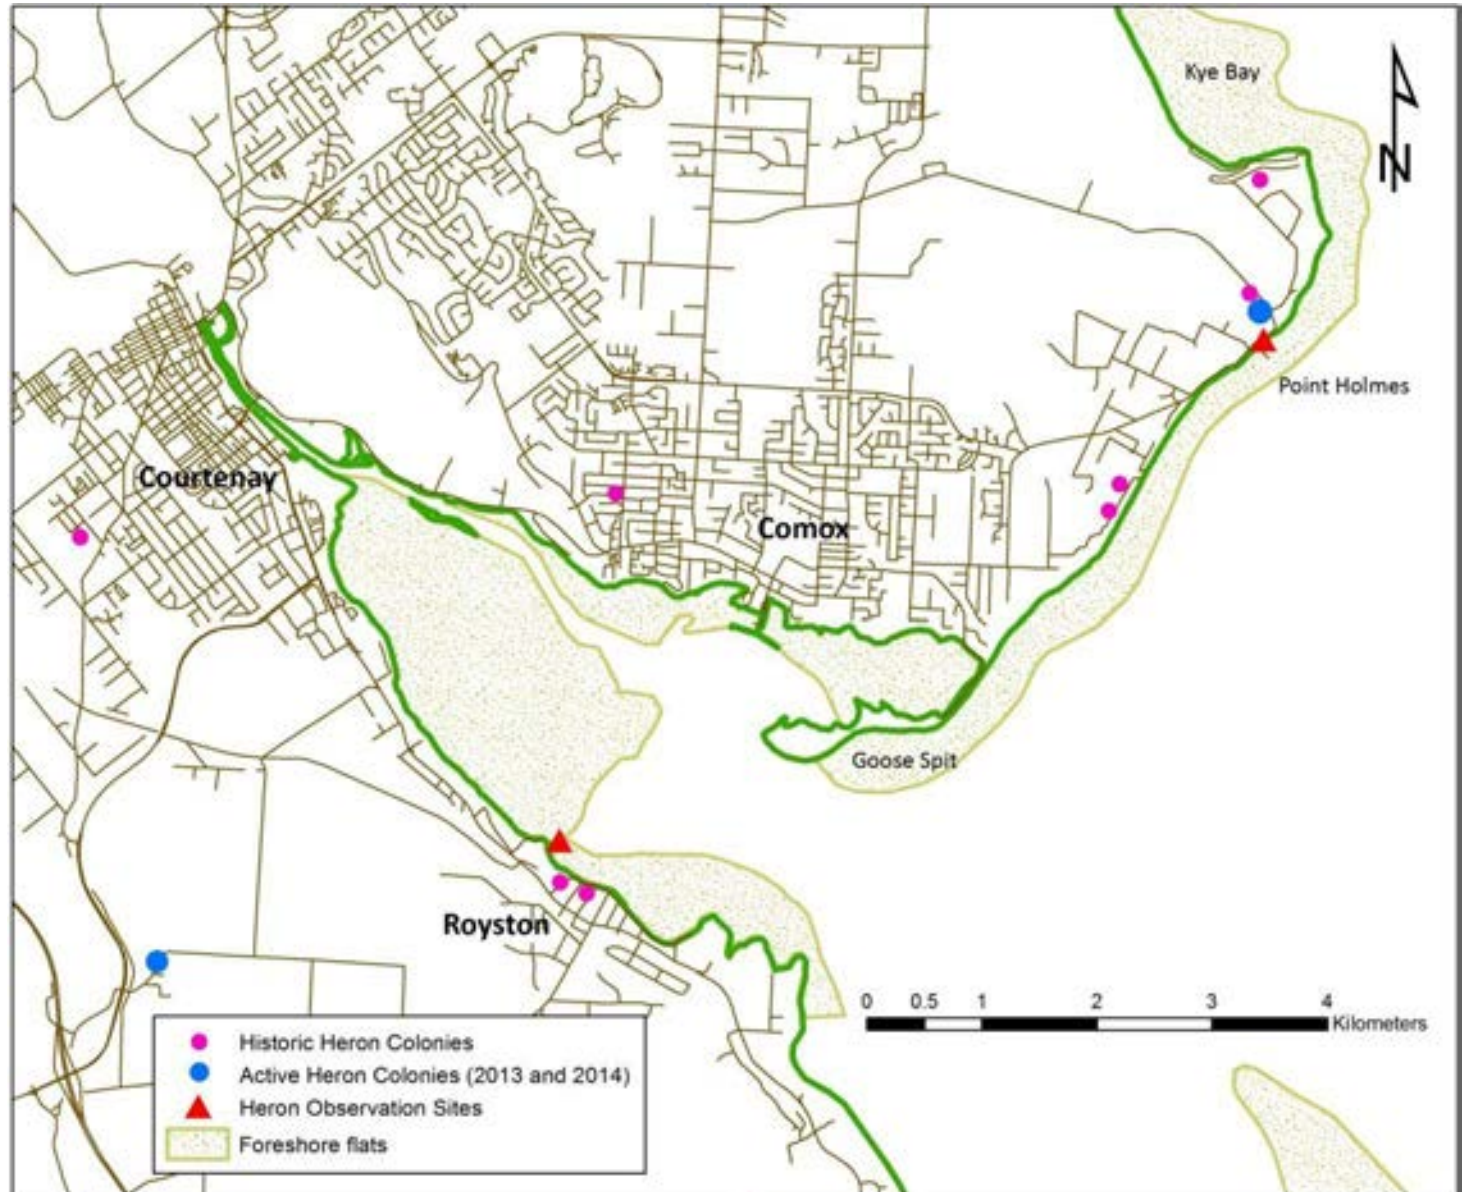 Kye Bay
N
Point Holmes
Courtenay
Comox
Goose Spit
Royston
0 0.5 1 2 3 4
Kilometers
Historic Heron Colonies
Active Heron Colonies (2013 and 2014)
Heron Observation Sites
Foreshore flats